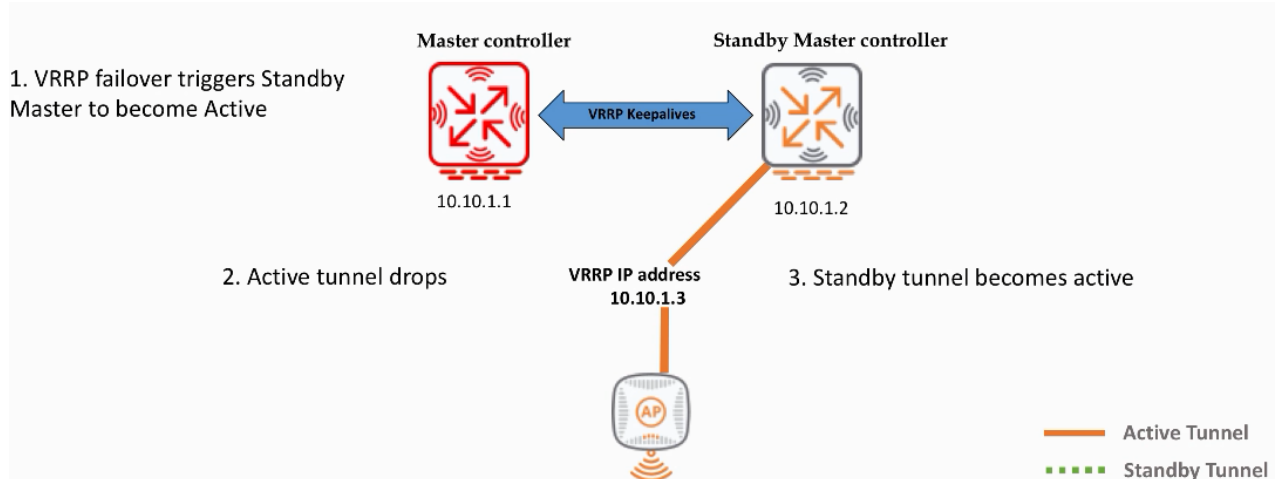 Master controller
Standby Master controller
1. VRRP failover triggers Standby
Master to become Active
VRRP Keepalives
10.10.1.1
10.10.1.2
2. Active tunnel drops
VRRP IP address
10.10.1.3
3. Standby tunnel becomes active
AP
Active Tunnel
Standby Tunnel